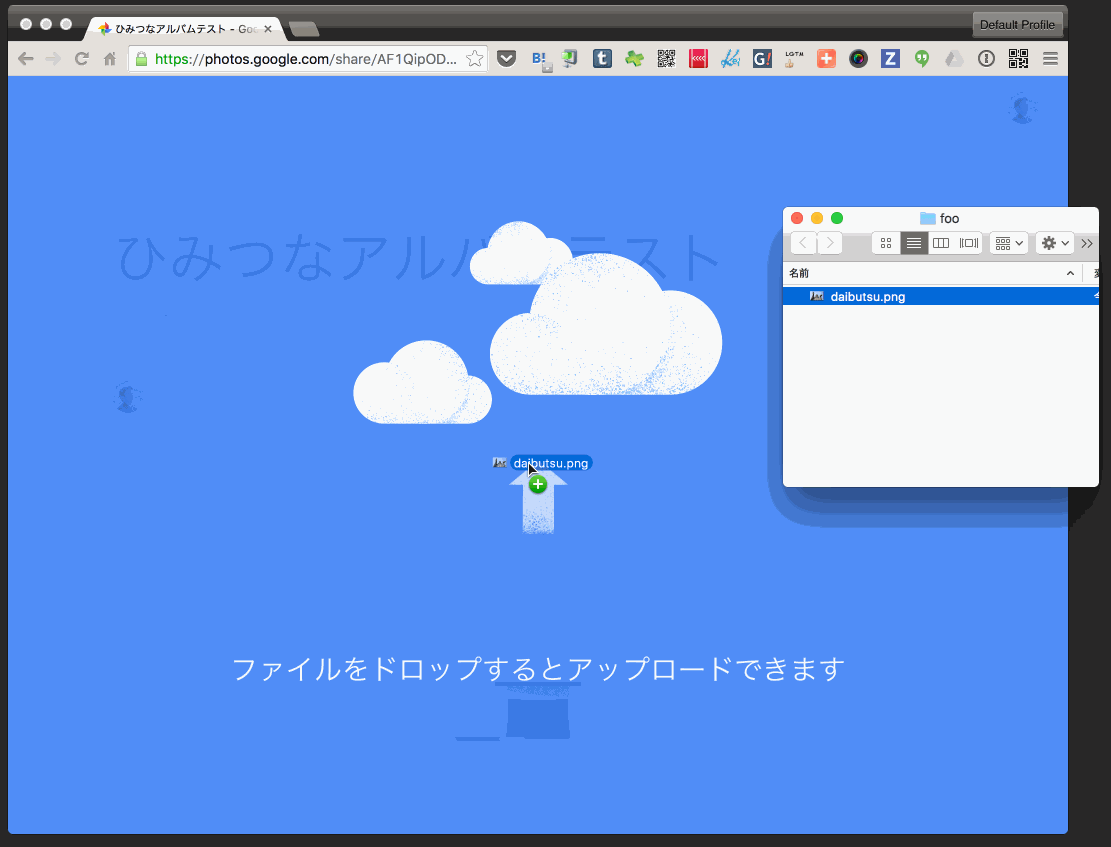 ひみつなアルバムテスト - Goo
Default Profile
https://photos.google.com/share/AF1QipOD...
B!
t
LGTM
G!
Z
ひみつなアルバムテスト
foo
名前
daibutsu.png
daibutsu.png
ファイルをドロップするとアップロードできます